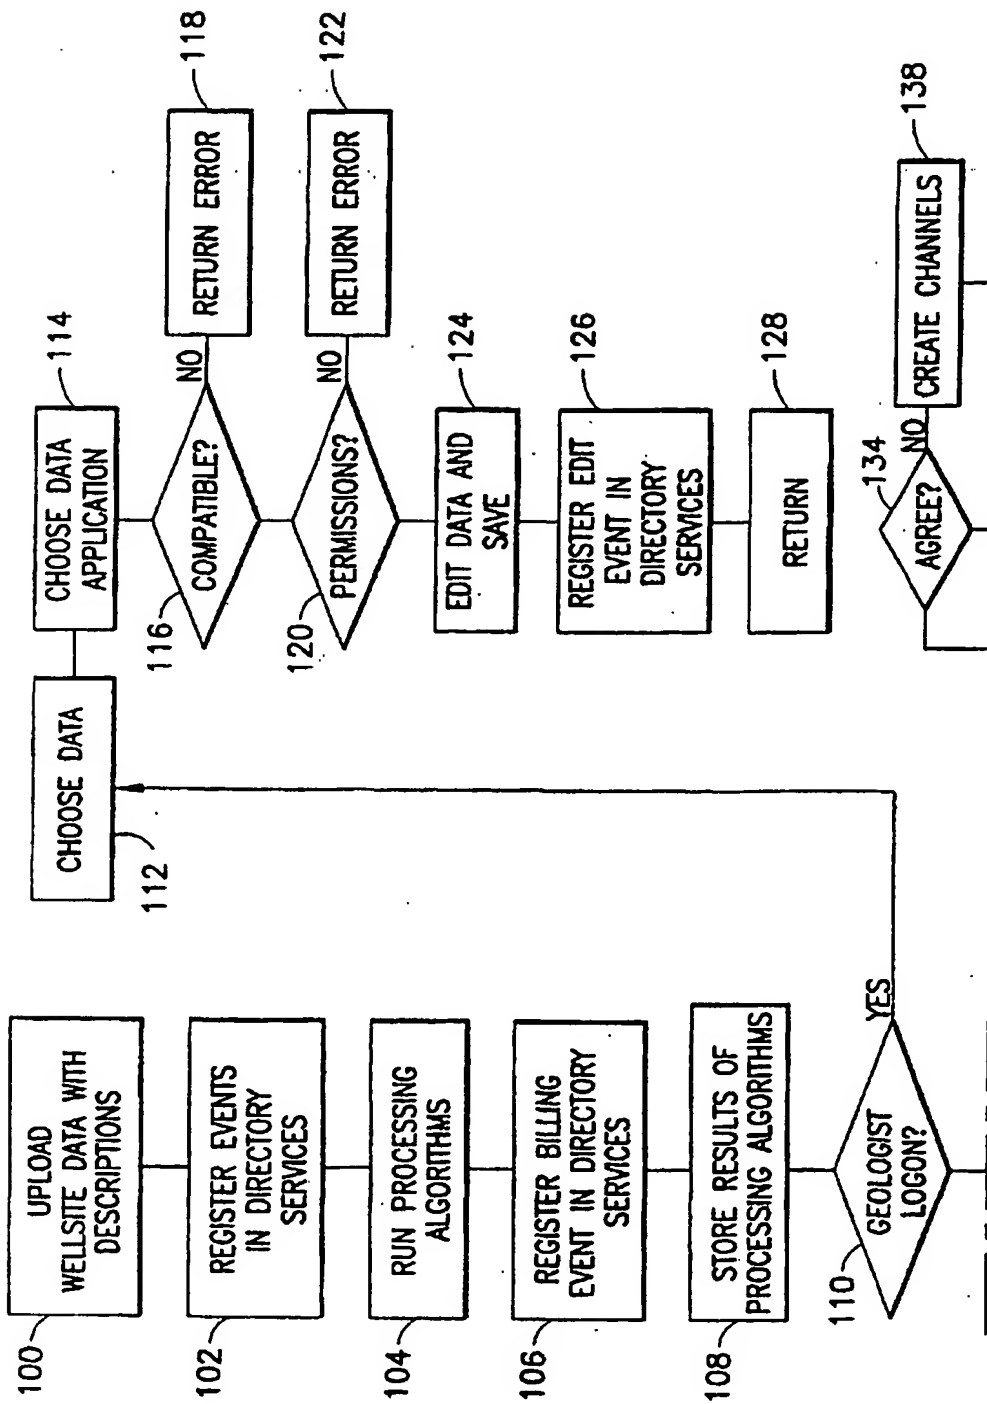 100
UPLOAD
WELLSITE DATA WITH
DESCRIPTIONS
102
REGISTER EVENTS
IN DIRECTORY
SERVICES
104
RUN PROCESSING
ALGORITHMS
106
REGISTER BILLING
EVENT IN DIRECTORY
SERVICES
108
STORE RESULTS OF
PROCESSING ALGORITHMS
110
GEOLOGIST
LOGON?
YES
112
CHOOSE DATA
114
CHOOSE DATA
APPLICATION
116
COMPATIBLE?
NO
118
RETURN ERROR
120
PERMISSIONS?
NO
122
RETURN ERROR
124
EDIT DATA AND
SAVE
126
REGISTER EDIT
EVENT IN
DIRECTORY
SERVICES
128
RETURN
134
AGREE?
NO
138
CREATE CHANNELS